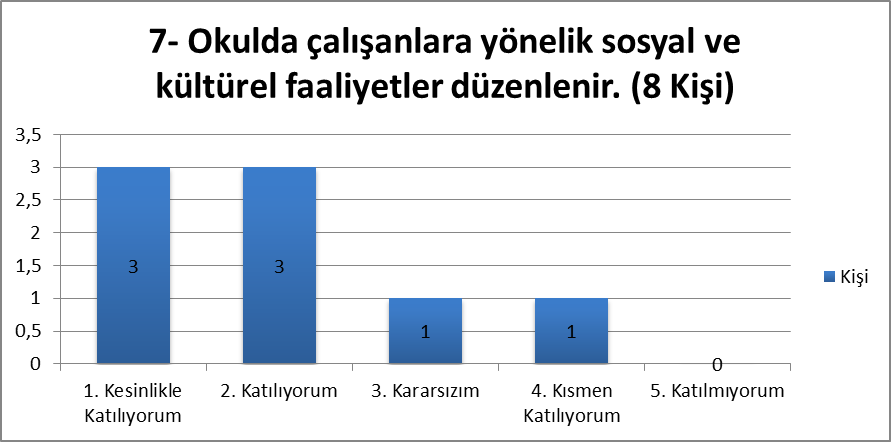 7- Okulda çalışanlara yönelik sosyal ve
kültürel faaliyetler düzenlenir. (8 Kişi)
3,5
3
2,5
2
1,5
1
0,5
0
3
3
1
1
0
1. Kesinlikle
Katılıyorum
2. Katılıyorum
3. Kararsızım
4. Kısmen
Katılıyorum
5. Katılmıyorum
Kişi